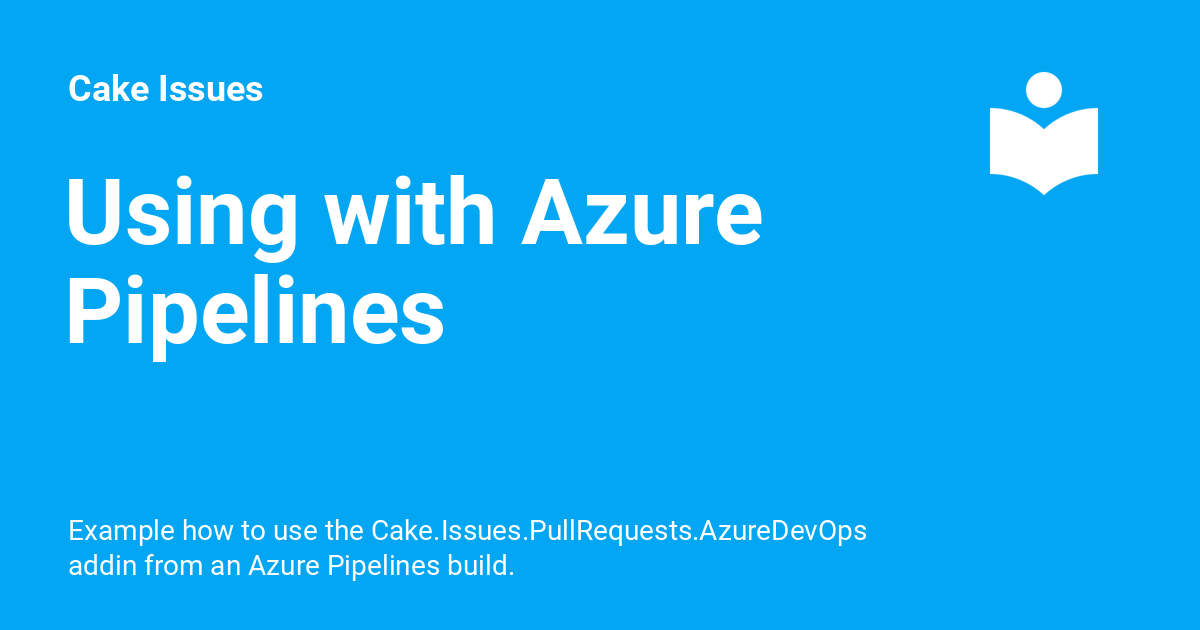 Cake Issues
Using with Azure
Pipelines
Example how to use the Cake.Issues.PullRequests.AzureDevOps
addin from an Azure Pipelines build.